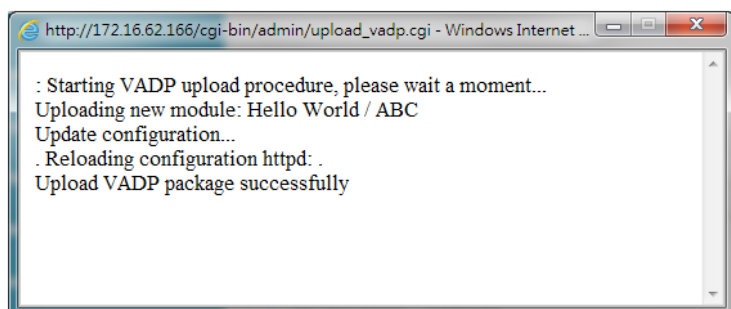 http://172.16.62.166/cgi-bin/admin/upload_vadp.cgi - Windows Internet ...
: Starting VADP upload procedure, please wait a moment...
Uploading new module: Hello World / ABC
Update configuration...
. Reloading configuration httpd: .
Upload VADP package successfully